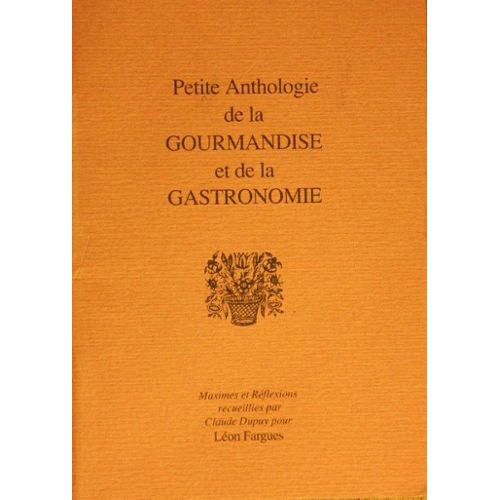 Petite Anthologie
de la
GOURMANDISE
et de la
GASTRONOMIE
Maximes et Réflexions
recueillies par
Claude Dupuy pour
Léon Fargues